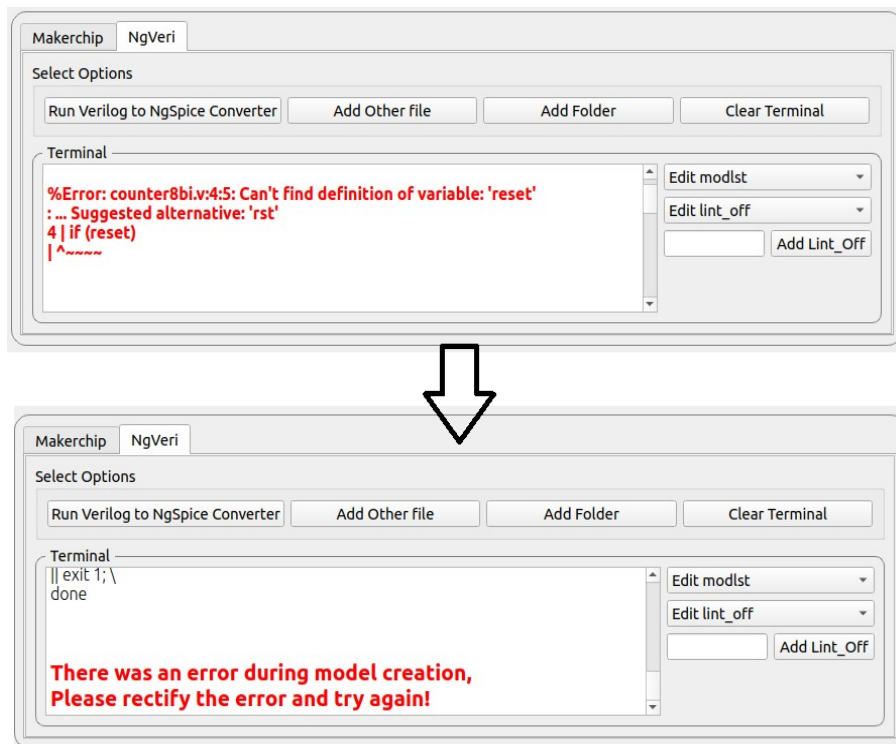 Makerchip NgVeri
Select Options
Run Verilog to NgSpice Converter Add Other file Add Folder Clear Terminal
Terminal
%Error: counter8bi.v:4:5: Can't find definition of variable: 'reset'
: ... Suggested alternative: 'rst'
4 | if (reset)
| ^~~~~
Edit modlst
Edit lint_off
Add Lint_Off
Makerchip NgVeri
Select Options
Run Verilog to NgSpice Converter Add Other file Add Folder Clear Terminal
Terminal
|| exit 1; \
done
There was an error during model creation,
Please rectify the error and try again!
Edit modlst
Edit lint_off
Add Lint_Off